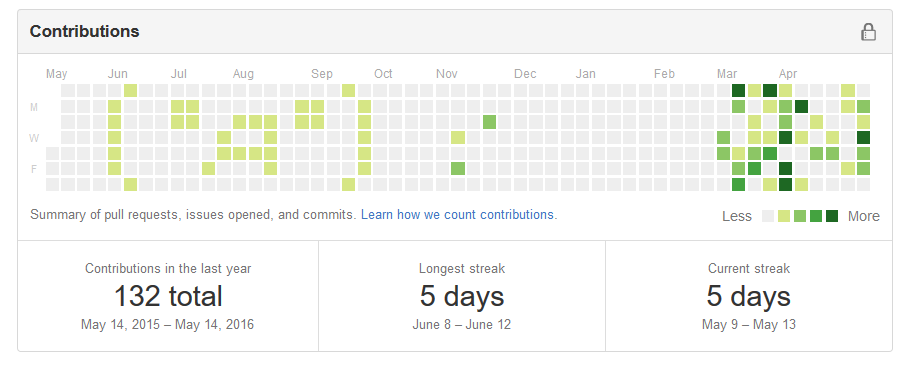 Contributions
May Jun Jul Aug Sep Oct Nov Dec Jan Feb Mar Apr
M
W
F
Summary of pull requests, issues opened, and commits. Learn how we count contributions.
Less More
Contributions in the last year
132 total
May 14, 2015 – May 14, 2016
Longest streak
5 days
June 8 – June 12
Current streak
5 days
May 9 – May 13